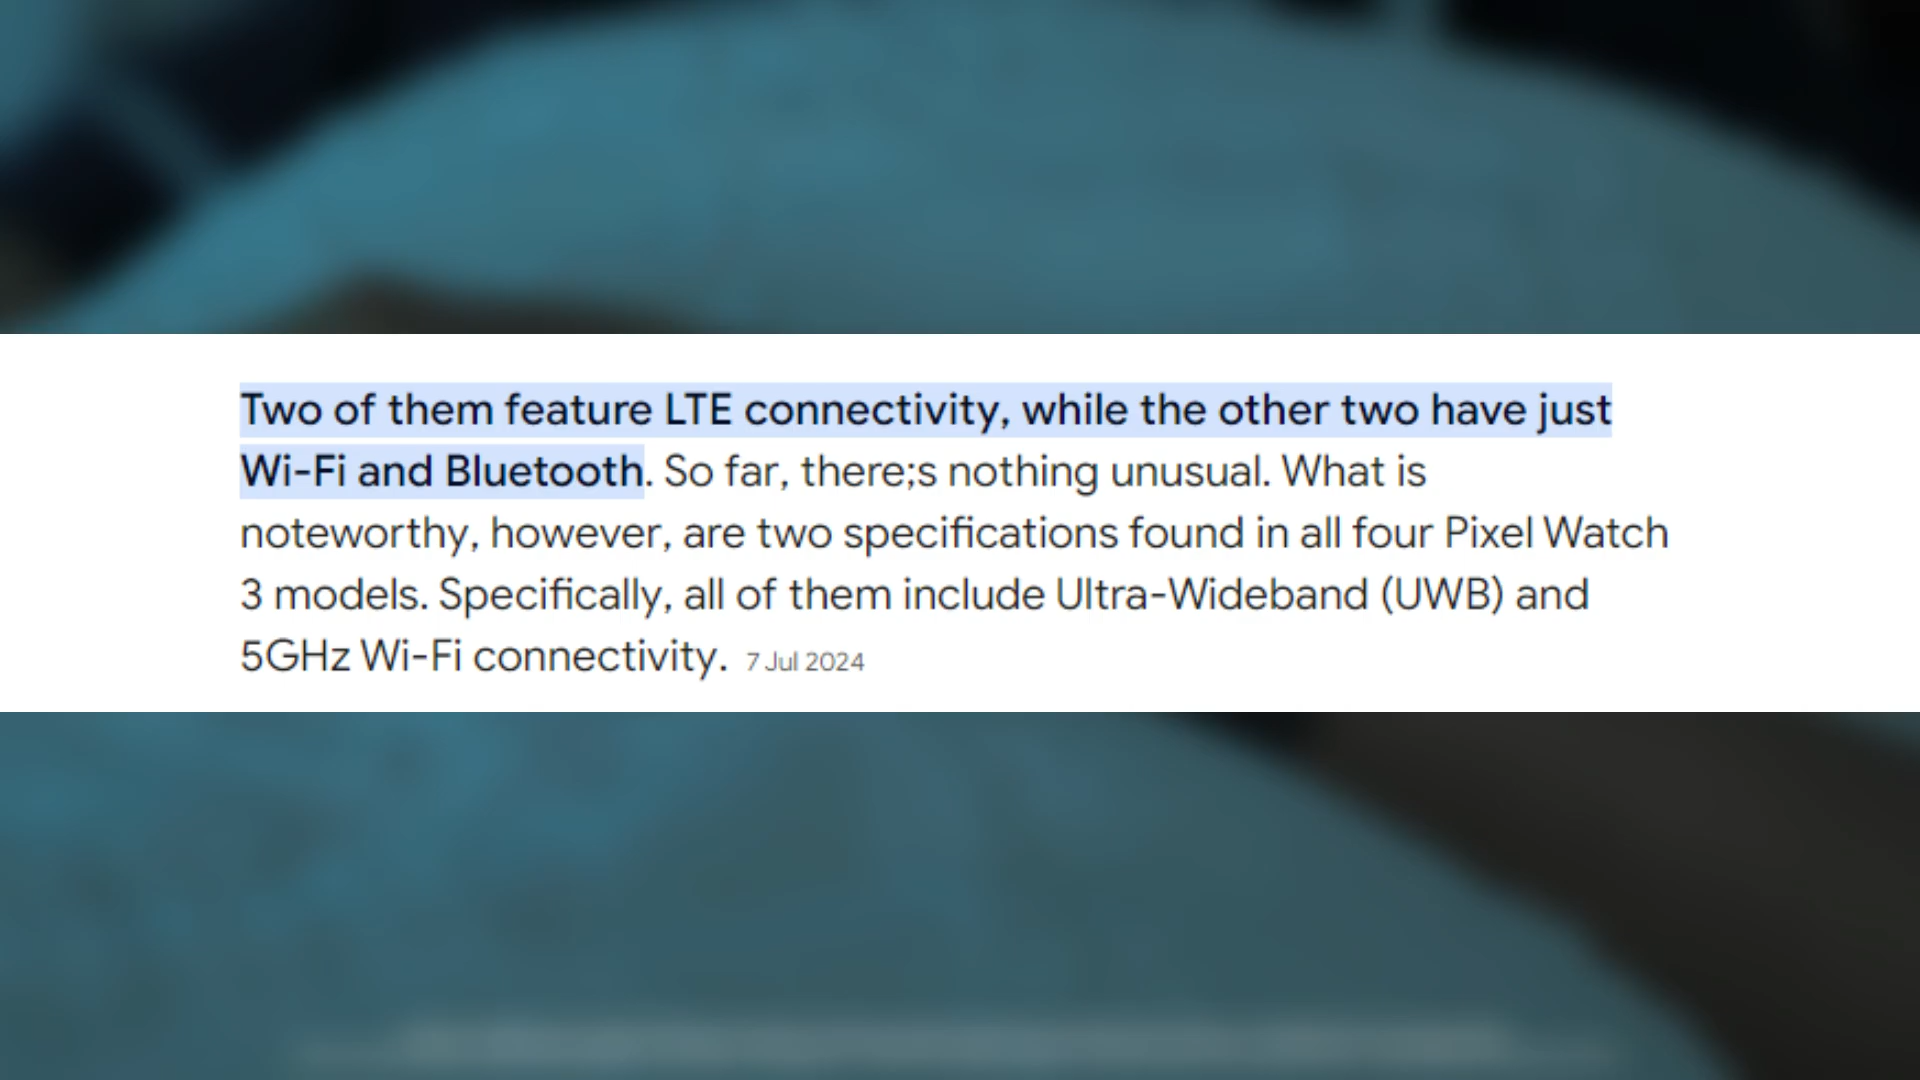 Two of them feature LTE connectivity, while the other two have just
Wi-Fi and Bluetooth. So far, there;s nothing unusual. What is
noteworthy, however, are two specifications found in all four Pixel Watch
3 models. Specifically, all of them include Ultra-Wideband (UWB) and
5GHz Wi-Fi connectivity. 7 Jul 2024